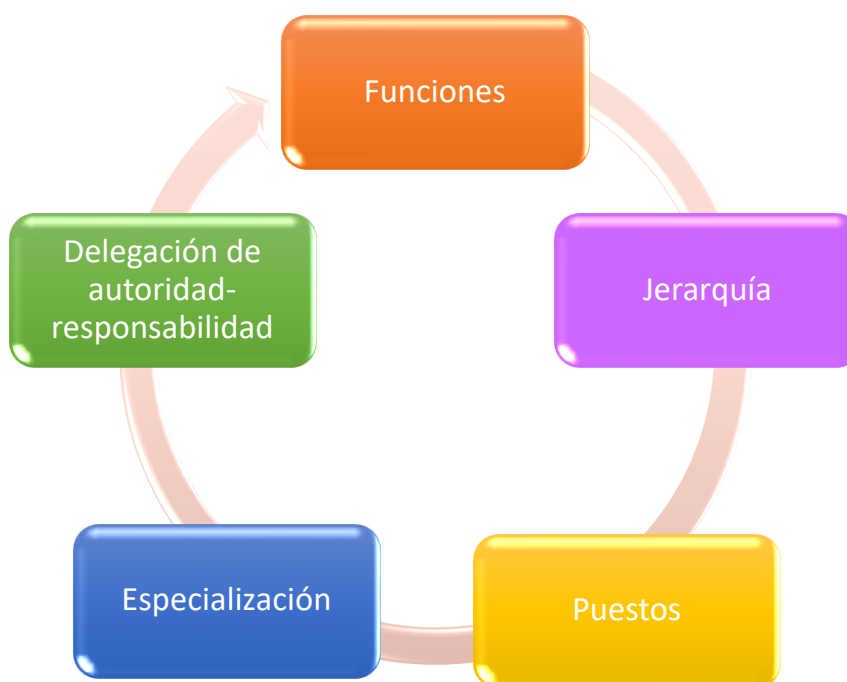 Funciones
Jerarquía
Puestos
Especialización
Delegación de
autoridad-
responsabilidad